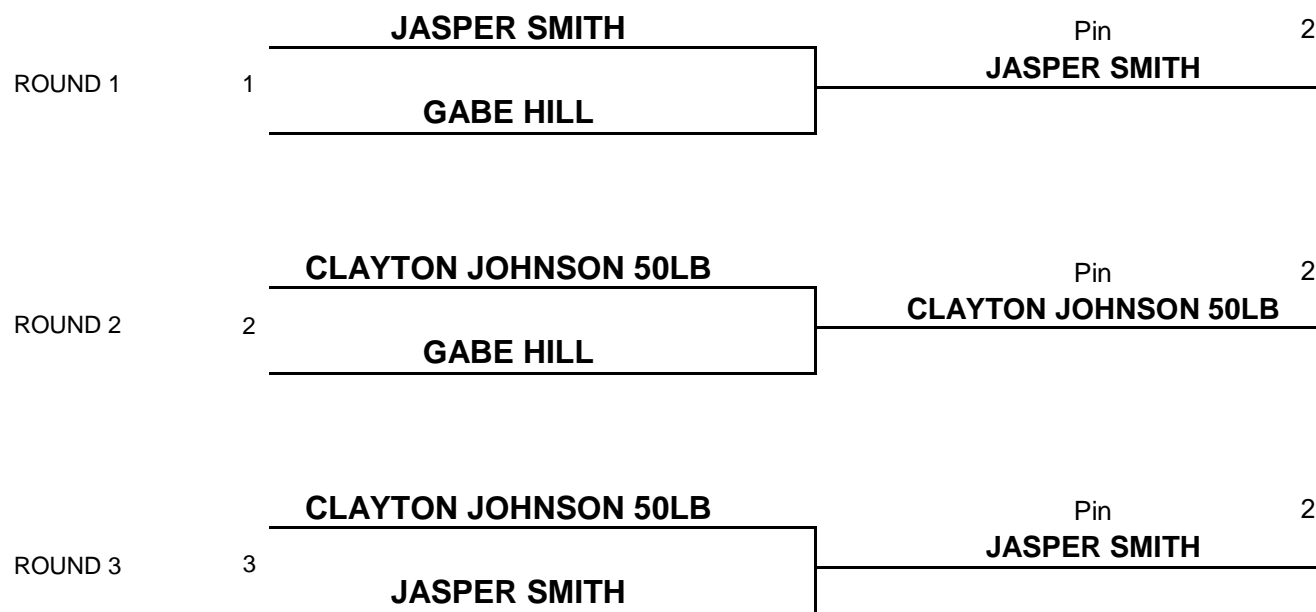 JASPER SMITH
Pin 2
ROUND 1 1
JASPER SMITH
GABE HILL
CLAYTON JOHNSON 50LB
Pin 2
ROUND 2 2
CLAYTON JOHNSON 50LB
GABE HILL
CLAYTON JOHNSON 50LB
Pin 2
ROUND 3 3
JASPER SMITH
JASPER SMITH